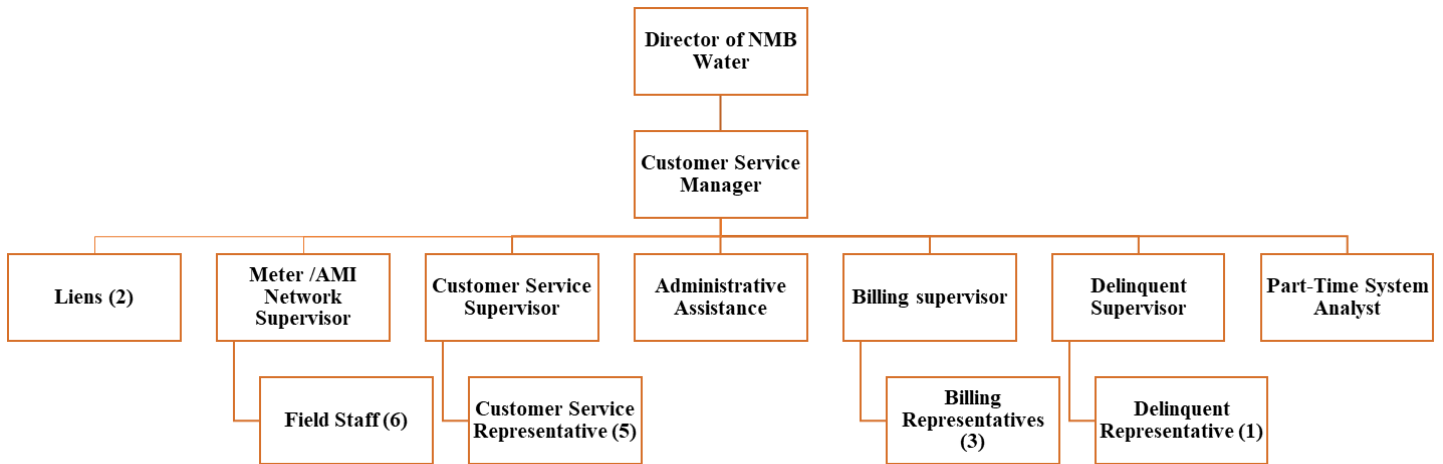 Director of NMB
Water
Customer Service
Manager
Liens (2)
Meter /AMI
Network
Supervisor
Customer Service
Supervisor
Administrative
Assistance
Billing supervisor
Delinquent
Supervisor
Part-Time System
Analyst
Field Staff (6)
Customer Service
Representative (5)
Billing
Representatives
(3)
Delinquent
Representative (1)